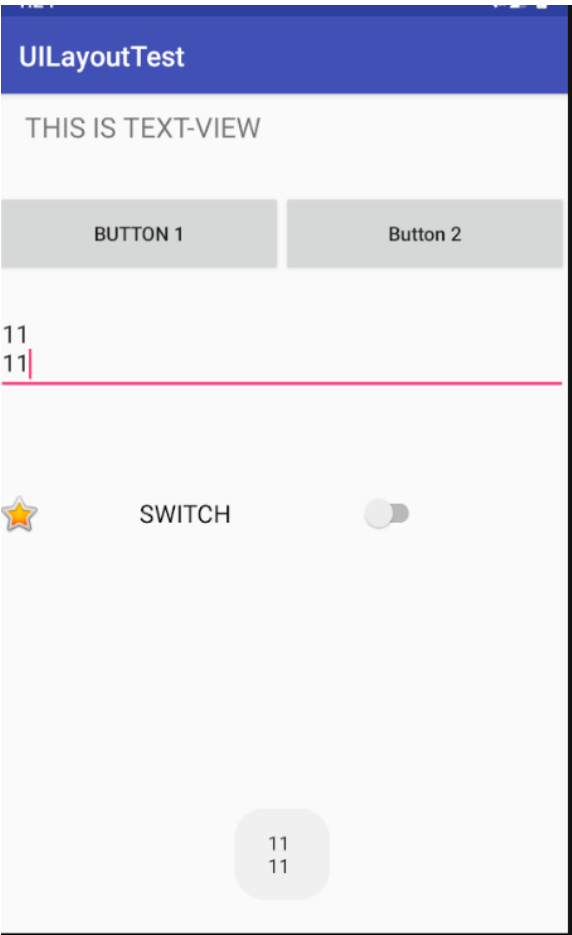 UILayoutTest
THIS IS TEXT-VIEW
BUTTON 1
Button 2
11
11
SWITCH
11
11